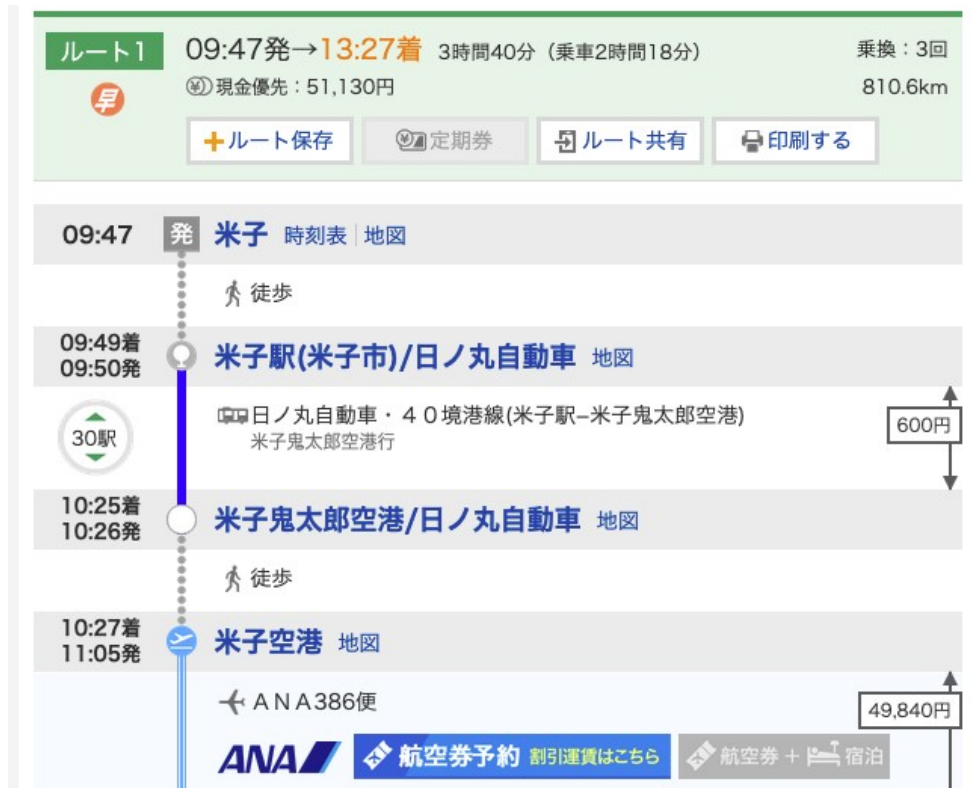 ルート1
09:47発→13:27着 3時間40分(乗車2時間18分) 乗換:3回
早 現金優先:51,130円 810.6km
ルート保存 定期券 ルート共有 印刷する
09:47 発 米子 時刻表 地図
徒歩
09:49着
09:50発 米子駅(米子市)/日ノ丸自動車 地図
30駅 日ノ丸自動車・40境港線(米子駅−米子鬼太郎空港) 600円
米子鬼太郎空港行
10:25着
10:26発 米子鬼太郎空港/日ノ丸自動車 地図
徒歩
10:27着
11:05発 米子空港 地図
ANA386便 49,840円
ANA 航空券予約 割引運賃はこちら 航空券+宿泊